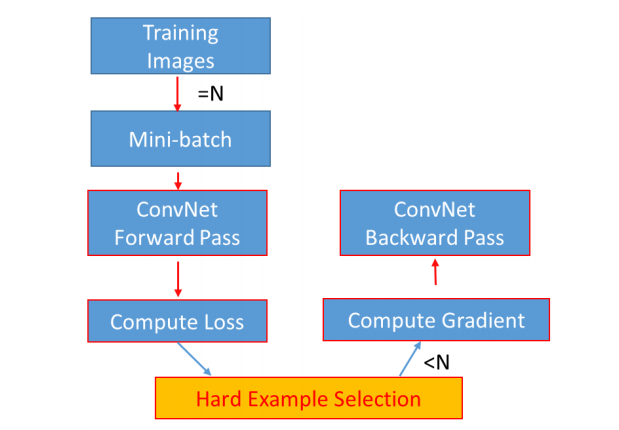 Training
Images
=N
Mini-batch
ConvNet
Forward Pass
Compute Loss
Hard Example Selection
<N
Compute Gradient
ConvNet
Backward Pass